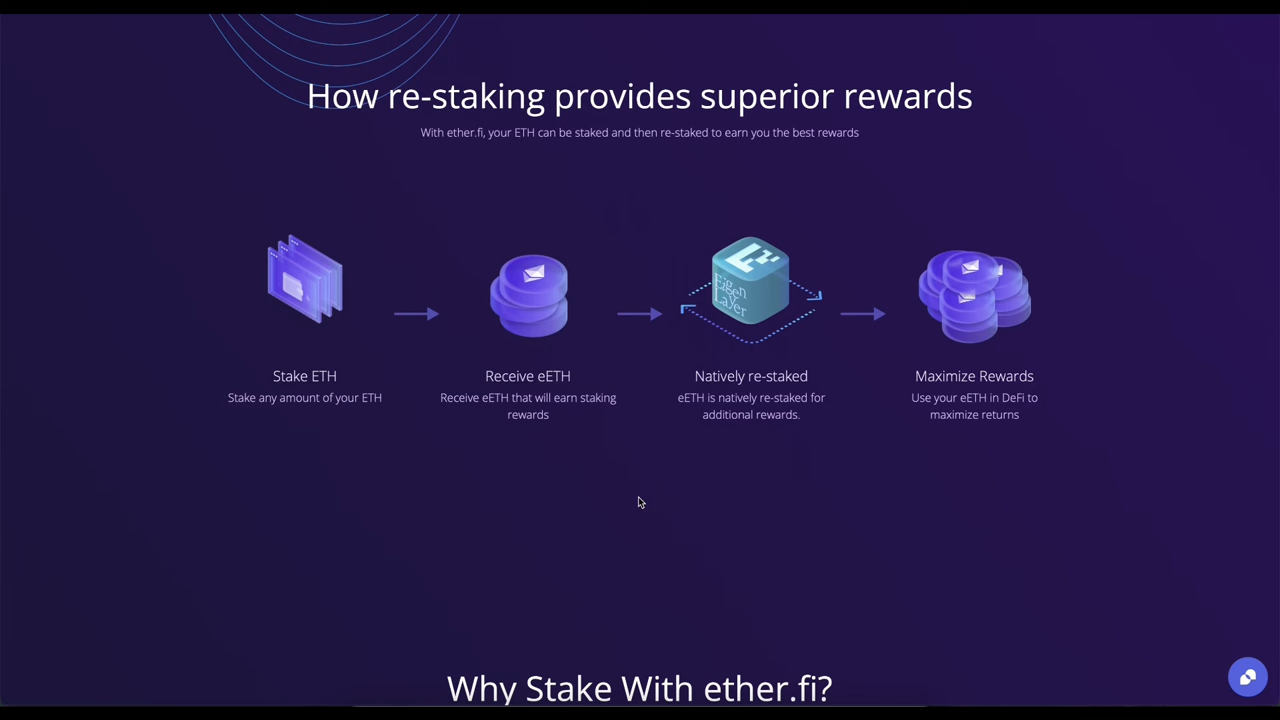 How re-staking provides superior rewards
With ether.fi, your ETH can be staked and then re-staked to earn you the best rewards
Eigen
Layer
Stake ETH
Stake any amount of your ETH
Receive eETH
Receive eETH that will earn staking
rewards
Natively re-staked
eETH is natively re-staked for
additional rewards.
Maximize Rewards
Use your eETH in DeFi to
maximize returns
Why Stake With ether.fi?